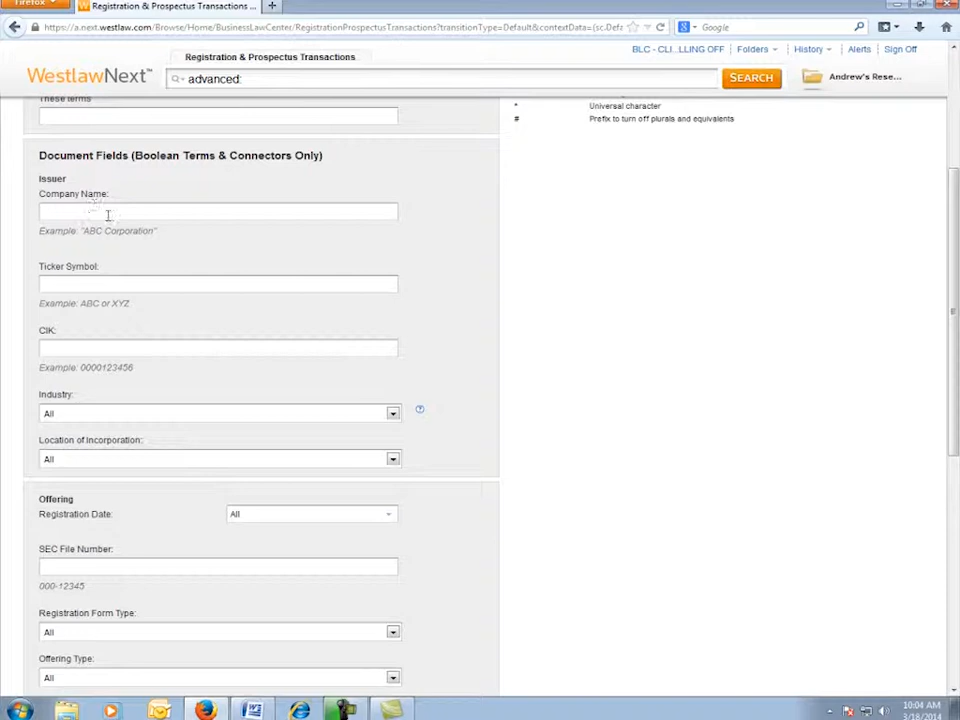 Firefox
Registration & Prospectus Transactions ...
https://a.next.westlaw.com/Browse/Home/BusinessLawCenter/RegistrationProspectusTransactions?transitionType=Default&contextData=(sc.Defa
Google
Registration & Prospectus Transactions
BLC - CLI...LLING OFF
Folders
History
Alerts
Sign Off
WestlawNext™
advanced:
SEARCH
Andrew's Rese...
These terms
* Universal character
# Prefix to turn off plurals and equivalents
Document Fields (Boolean Terms & Connectors Only)
Issuer
Company Name:
Example: "ABC Corporation"
Ticker Symbol:
Example: ABC or XYZ
CIK:
Example: 0000123456
Industry:
All
Location of Incorporation:
All
Offering
Registration Date:
All
SEC File Number:
000-12345
Registration Form Type:
All
Offering Type:
All
10:04 AM
3/18/2014